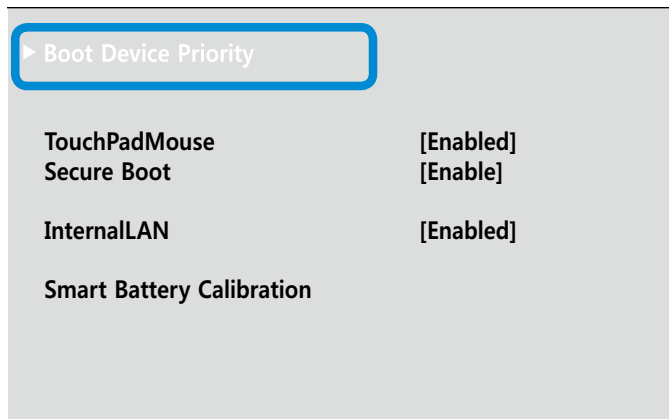 Boot Device Priority
TouchPadMouse [Enabled]
Secure Boot [Enable]
InternalLAN [Enabled]
Smart Battery Calibration